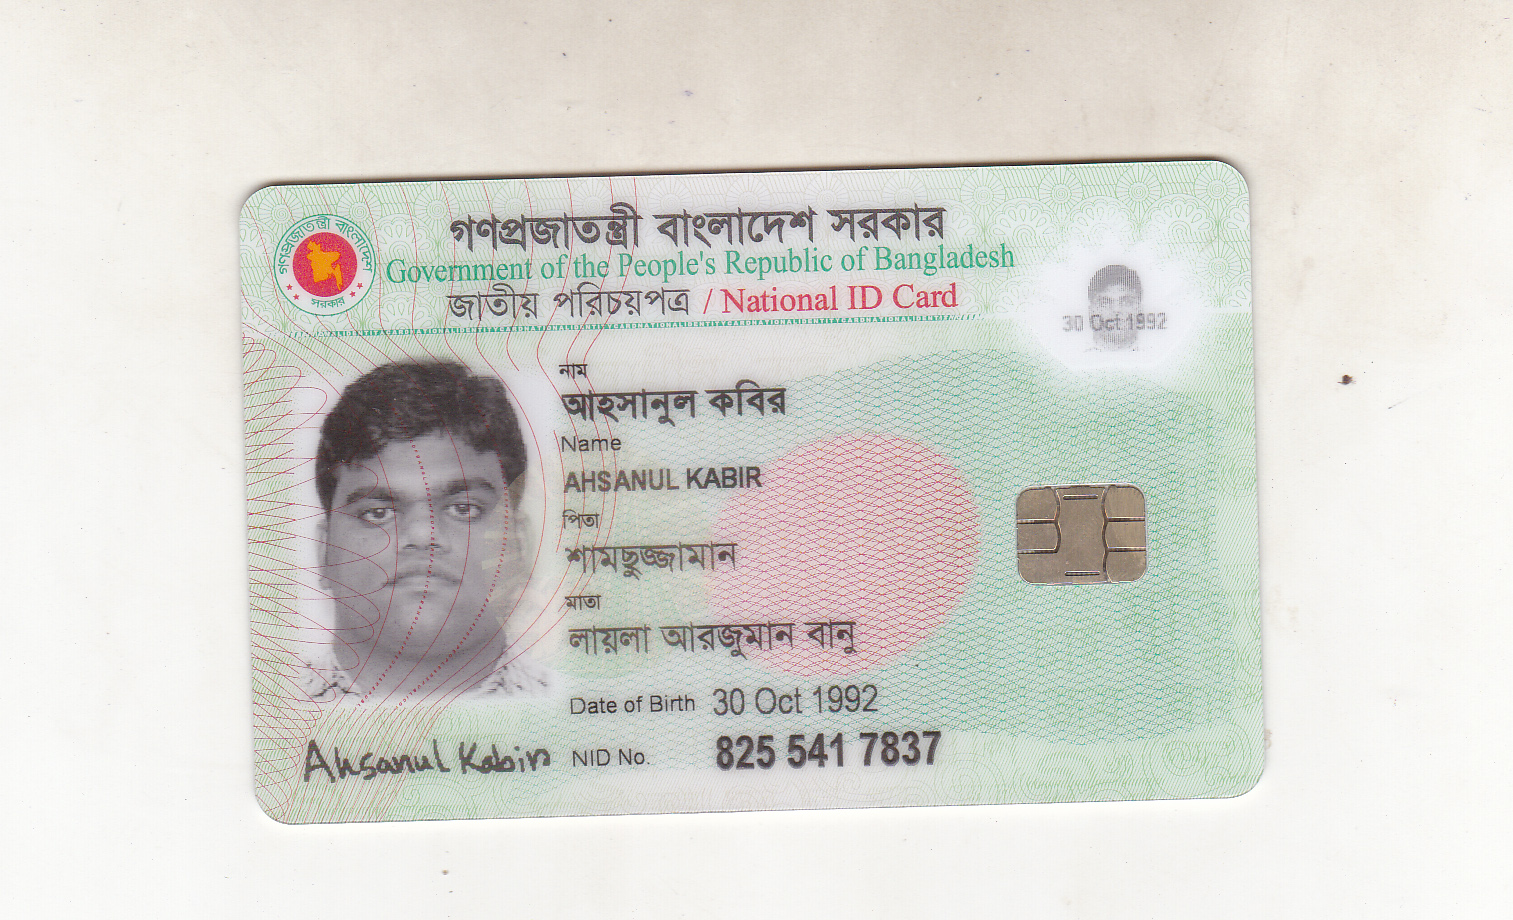 গণপ্রজাতন্ত্রী বাংলাদেশ সরকার
Government of the People's Republic of Bangladesh
জাতীয় পরিচয়পত্র / National ID Card
গণপ্রজাতন্ত্রী বাংলাদেশ
সরকার
30 Oct 1992
নাম
আহসানুল কবির
Name
AHSANUL KABIR
পিতা
শামছুজ্জামান
মাতা
লায়লা আরজুমান বানু
Date of Birth 30 Oct 1992
Ahsanul Kabir
NID No. 825 541 7837